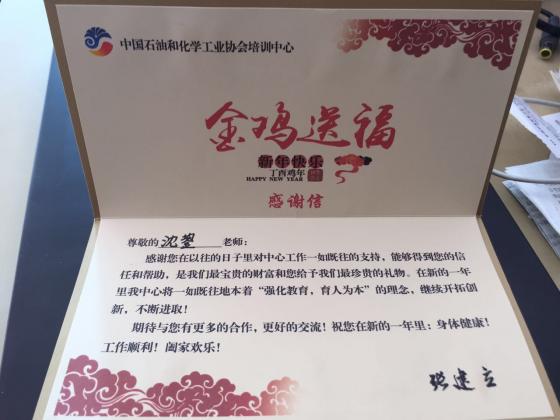 中国石油和化学工业协会培训中心
金鸡送福
新年快乐
丁酉鸡年
HAPPY NEW YEAR
感谢信
尊敬的沈蓥老师：
感谢您在以往的日子里对中心工作一如既往的支持，能够得到您的信
任和帮助，是我们最宝贵的财富和您给予我们最珍贵的礼物。在新的一年
里我中心将一如既往地本着“强化教育，育人为本”的理念，继续开拓创
新，不断进取！
期待与您有更多的合作，更好的交流！祝您在新的一年里：身体健康！
工作顺利！阖家欢乐！
张建立